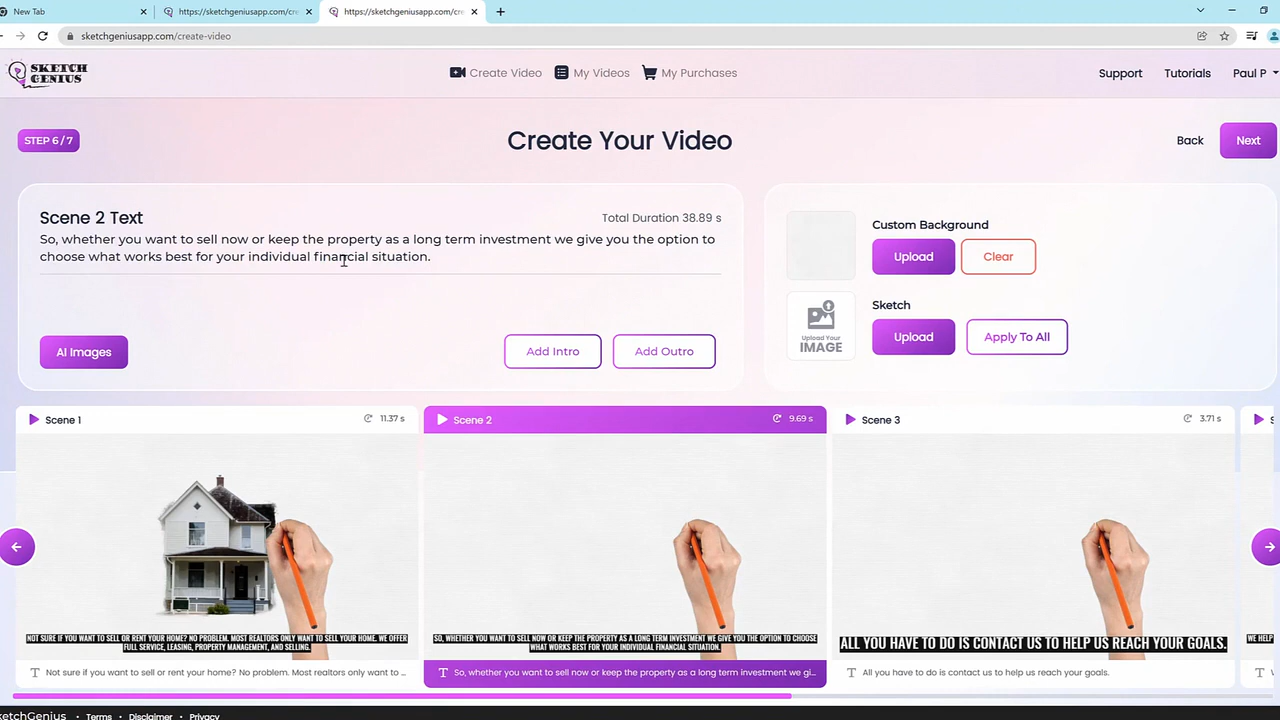 New Tab
https://sketchgeniusapp.com/cre
https://sketchgeniusapp.com/cre
sketchgeniusapp.com/create-video
SKETCH
GENIUS
Create Video
My Videos
My Purchases
Support
Tutorials
Paul P
STEP 6 / 7
Create Your Video
Back
Next
Scene 2 Text
Total Duration 38.89 s
So, whether you want to sell now or keep the property as a long term investment we give you the option to
choose what works best for your individual financial situation.
AI Images
Add Intro
Add Outro
Custom Background
Upload
Clear
Sketch
Upload Your
IMAGE
Upload
Apply To All
Scene 1
11.37 s
NOT SURE IF YOU WANT TO SELL OR RENT YOUR HOME? NO PROBLEM. MOST REALTORS ONLY WANT TO SELL YOUR HOME. WE OFFER
FULL SERVICE, LEASING, PROPERTY MANAGEMENT, AND SELLING.
Not sure if you want to sell or rent your home? No problem. Most realtors only want to ...
Scene 2
9.69 s
SO, WHETHER YOU WANT TO SELL NOW OR KEEP THE PROPERTY AS A LONG TERM INVESTMENT WE GIVE YOU THE OPTION TO CHOOSE
WHAT WORKS BEST FOR YOUR INDIVIDUAL FINANCIAL SITUATION.
So, whether you want to sell now or keep the property as a long term investment we gi...
Scene 3
3.71 s
ALL YOU HAVE TO DO IS CONTACT US TO HELP US REACH YOUR GOALS.
All you have to do is contact us to help us reach your goals.
WE HELP
ketchGenius
Terms
Disclaimer
Privacy